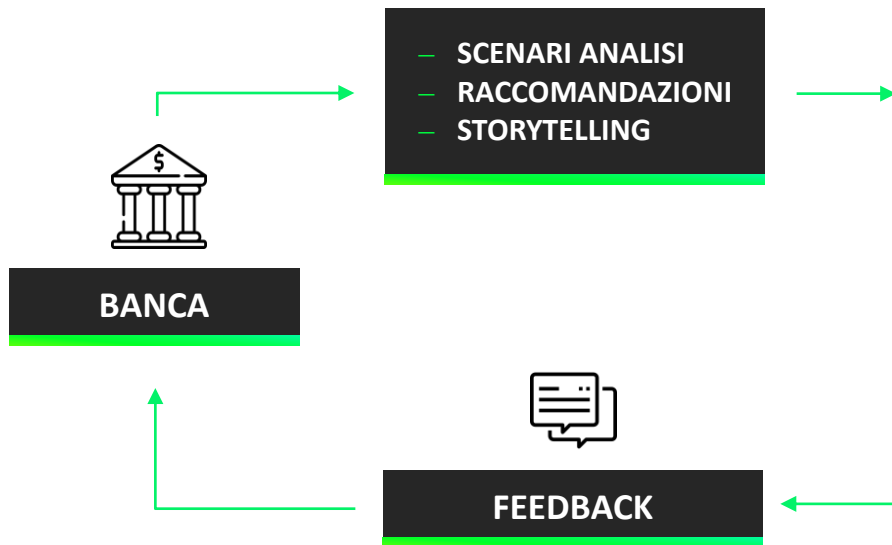 – SCENARI ANALISI
– RACCOMANDAZIONI
– STORYTELLING
$
BANCA
FEEDBACK